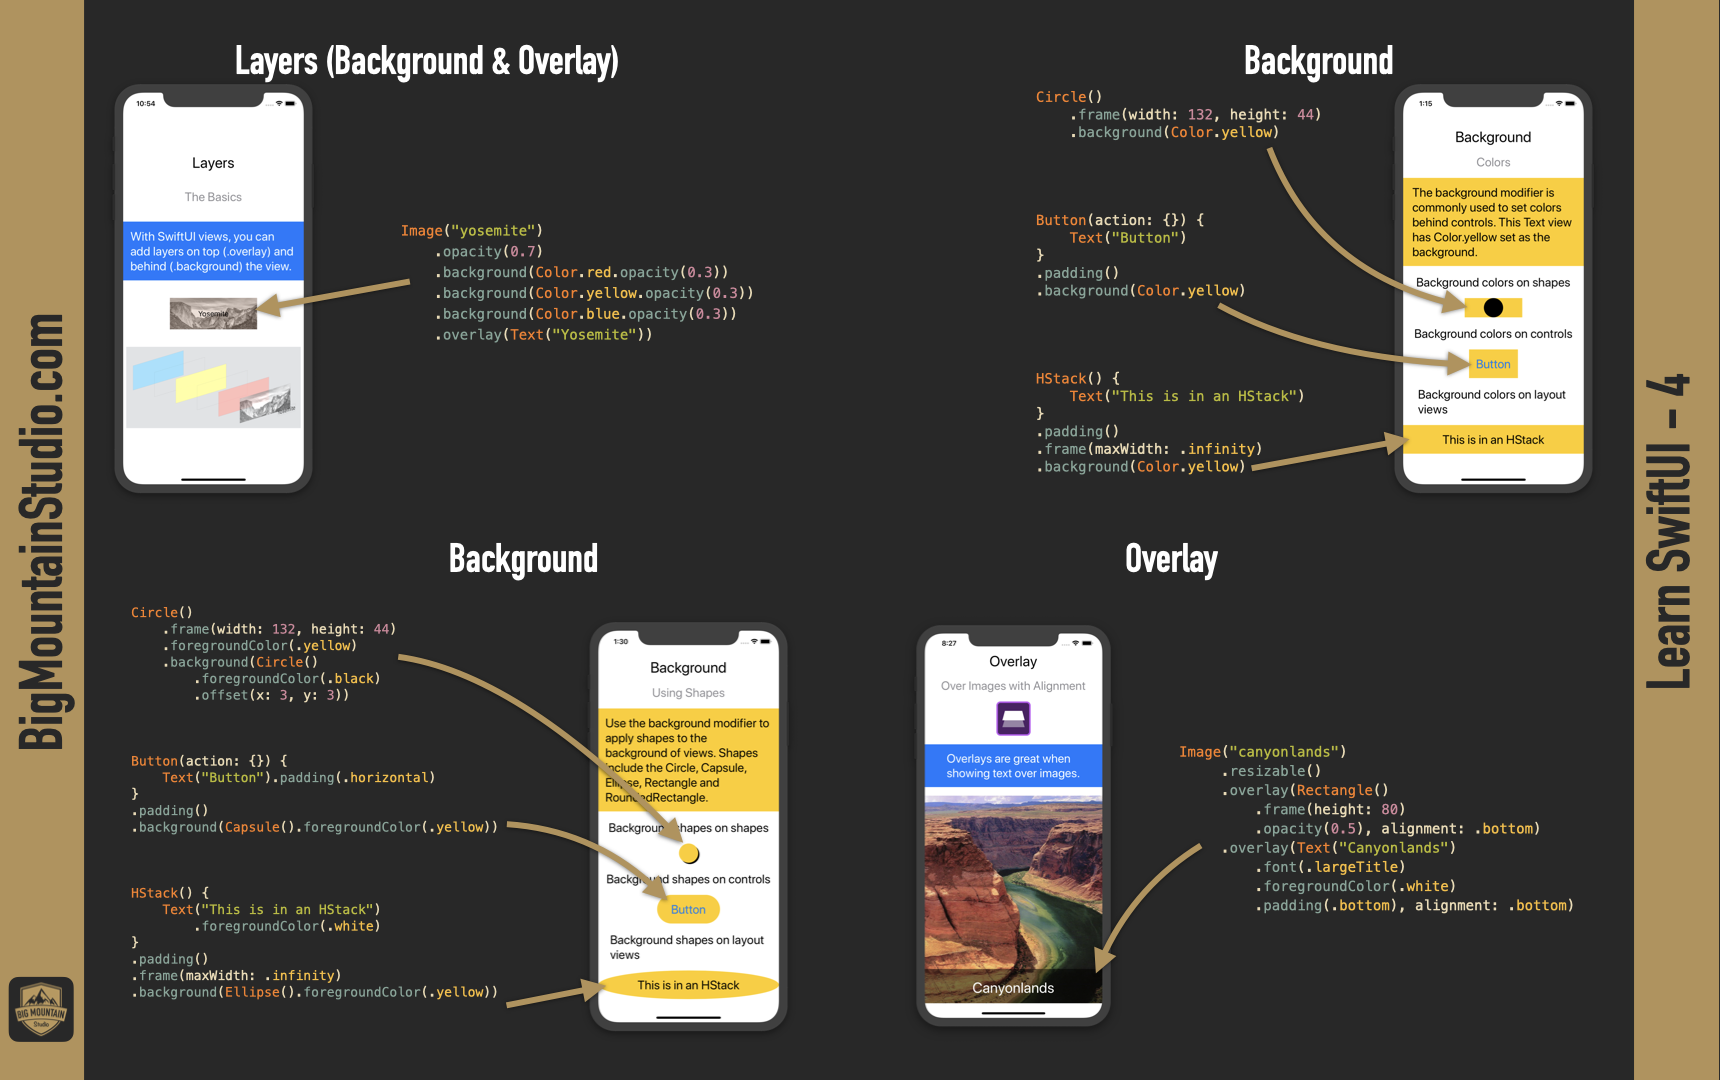 BigMountainStudio.com
BIG MOUNTAIN
Studio
Layers (Background & Overlay)
10:54
Layers
The Basics
With SwiftUI views, you can
add layers on top (.overlay) and
behind (.background) the view.
Yosemite
Image("yosemite")
.opacity(0.7)
.background(Color.red.opacity(0.3))
.background(Color.yellow.opacity(0.3))
.background(Color.blue.opacity(0.3))
.overlay(Text("Yosemite"))
Background
Circle()
.frame(width: 132, height: 44)
.background(Color.yellow)
Button(action: {}) {
Text("Button")
}
.padding()
.background(Color.yellow)
HStack() {
Text("This is in an HStack")
}
.padding()
.frame(maxWidth: .infinity)
.background(Color.yellow)
1:15
Background
Colors
The background modifier is
commonly used to set colors
behind controls. This Text view
has Color.yellow set as the
background.
Background colors on shapes
Background colors on controls
Button
Background colors on layout
views
This is in an HStack
Background
Circle()
.frame(width: 132, height: 44)
.foregroundColor(.yellow)
.background(Circle()
.foregroundColor(.black)
.offset(x: 3, y: 3))
Button(action: {}) {
Text("Button").padding(.horizontal)
}
.padding()
.background(Capsule().foregroundColor(.yellow))
HStack() {
Text("This is in an HStack")
.foregroundColor(.white)
}
.padding()
.frame(maxWidth: .infinity)
.background(Ellipse().foregroundColor(.yellow))
1:30
Background
Using Shapes
Use the background modifier to
apply shapes to the
background of views. Shapes
include the Circle, Capsule,
Ellipse, Rectangle and
RoundedRectangle.
Background shapes on shapes
Background shapes on controls
Button
Background shapes on layout
views
This is in an HStack
Overlay
8:27
Overlay
Over Images with Alignment
Overlays are great when
showing text over images.
Canyonlands
Image("canyonlands")
.resizable()
.overlay(Rectangle()
.frame(height: 80)
.opacity(0.5), alignment: .bottom)
.overlay(Text("Canyonlands")
.font(.largeTitle)
.foregroundColor(.white)
.padding(.bottom), alignment: .bottom)
Learn SwiftUI - 4